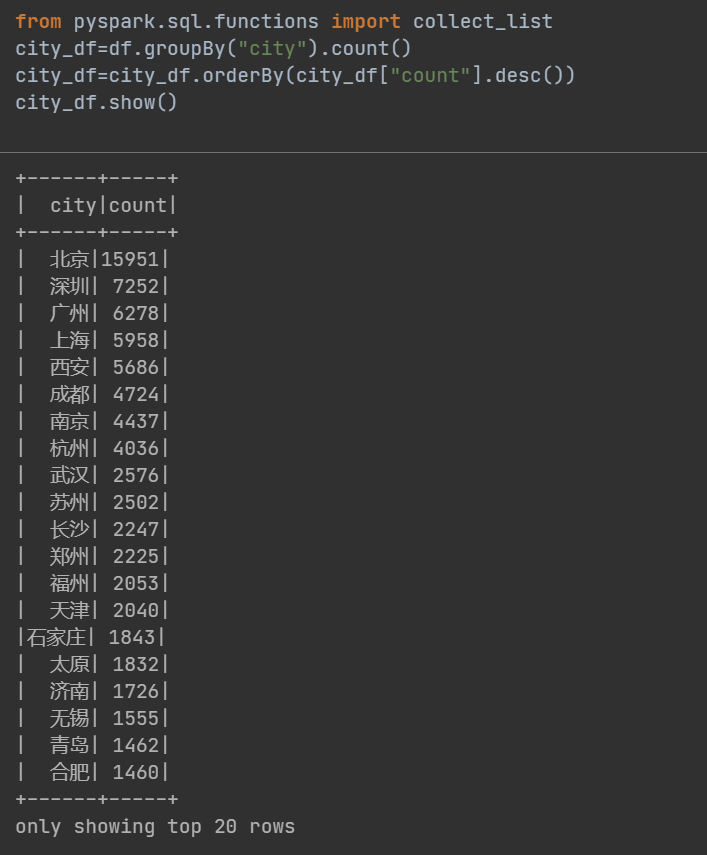 from pyspark.sql.functions import collect_list
city_df=df.groupBy("city").count()
city_df=city_df.orderBy(city_df["count"].desc())
city_df.show()
+------+-----+
|  city|count|
+------+-----+
|  北京|15951|
|  深圳| 7252|
|  广州| 6278|
|  上海| 5958|
|  西安| 5686|
|  成都| 4724|
|  南京| 4437|
|  杭州| 4036|
|  武汉| 2576|
|  苏州| 2502|
|  长沙| 2247|
|  郑州| 2225|
|  福州| 2053|
|  天津| 2040|
|石家庄| 1843|
|  太原| 1832|
|  济南| 1726|
|  无锡| 1555|
|  青岛| 1462|
|  合肥| 1460|
+------+-----+
only showing top 20 rows